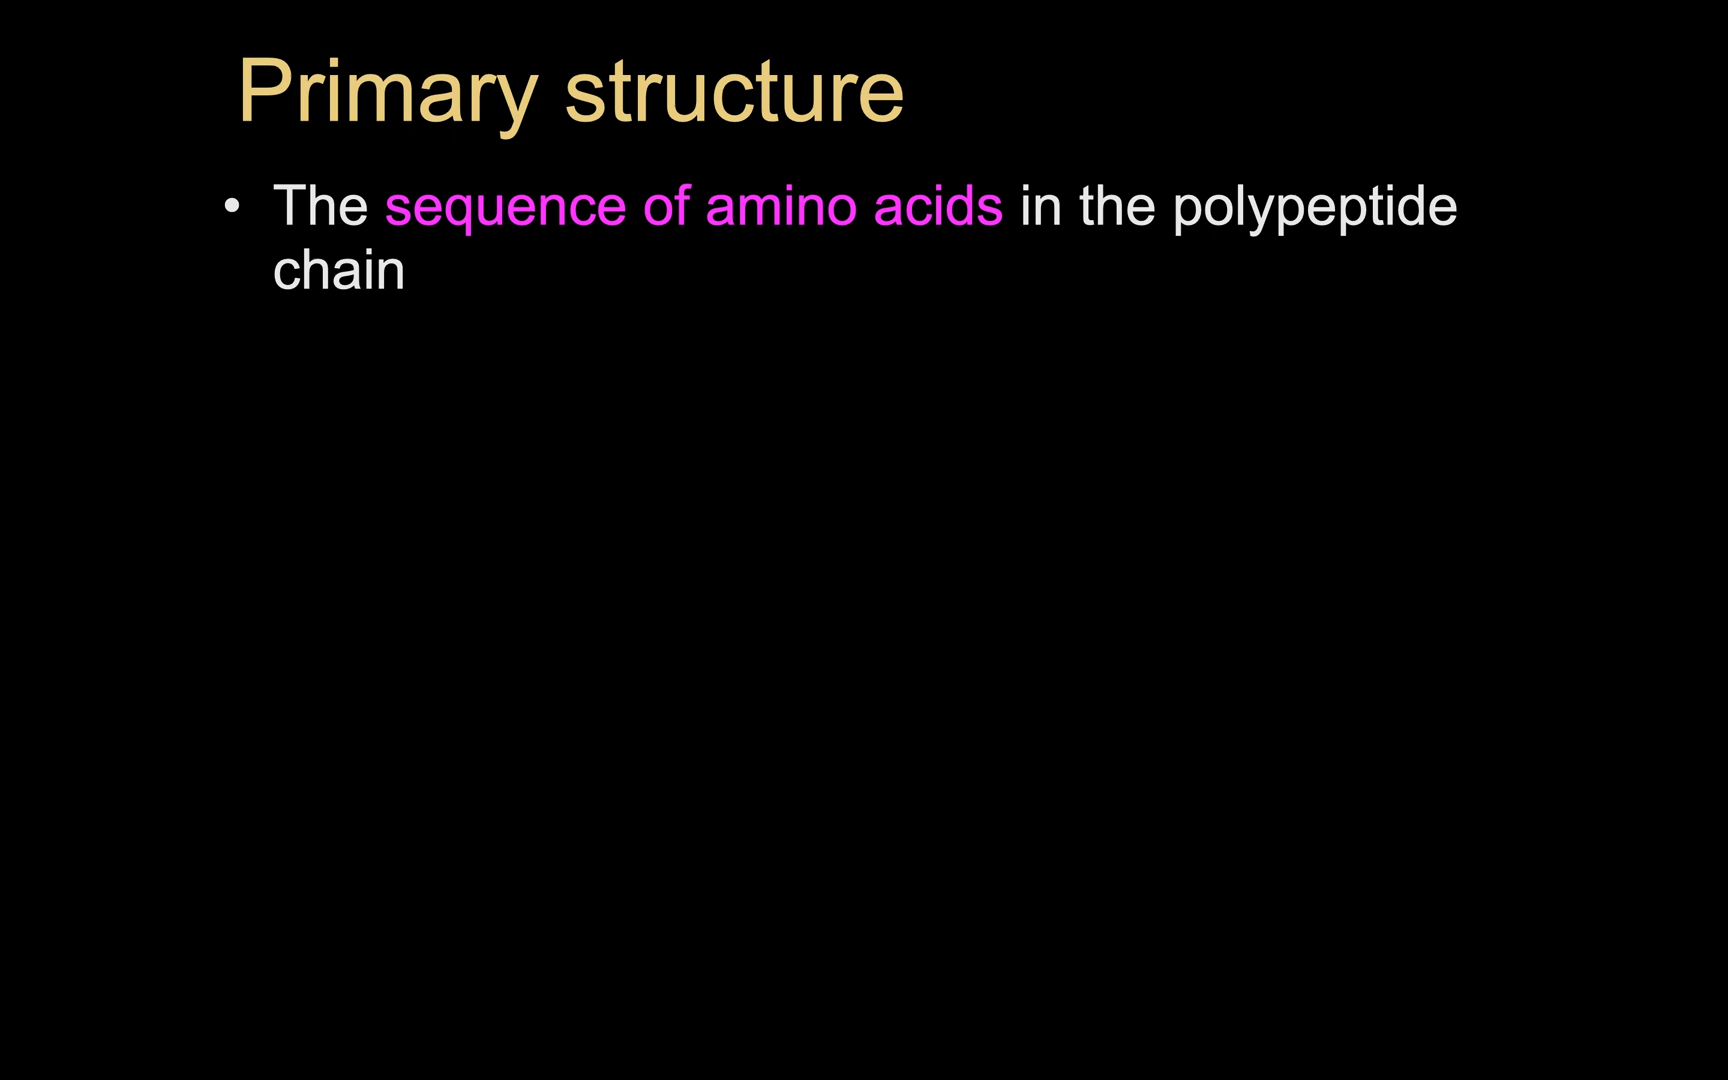 Primary structure
• The sequence of amino acids in the polypeptide
chain